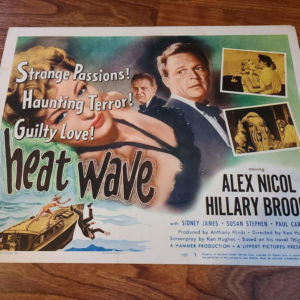 Strange Passions!
Haunting Terror!
Guilty Love!
heat wave
starring
ALEX NICOL
HILLARY BROO
with SIDNEY JAMES · SUSAN STEPHEN · PAUL CAR
Produced by Anthony Hinds · Directed by Ken Hu
Screenplay by Ken Hughes · Based on his novel "Hig
A HAMMER PRODUCTION · A LIPPERT PICTURES